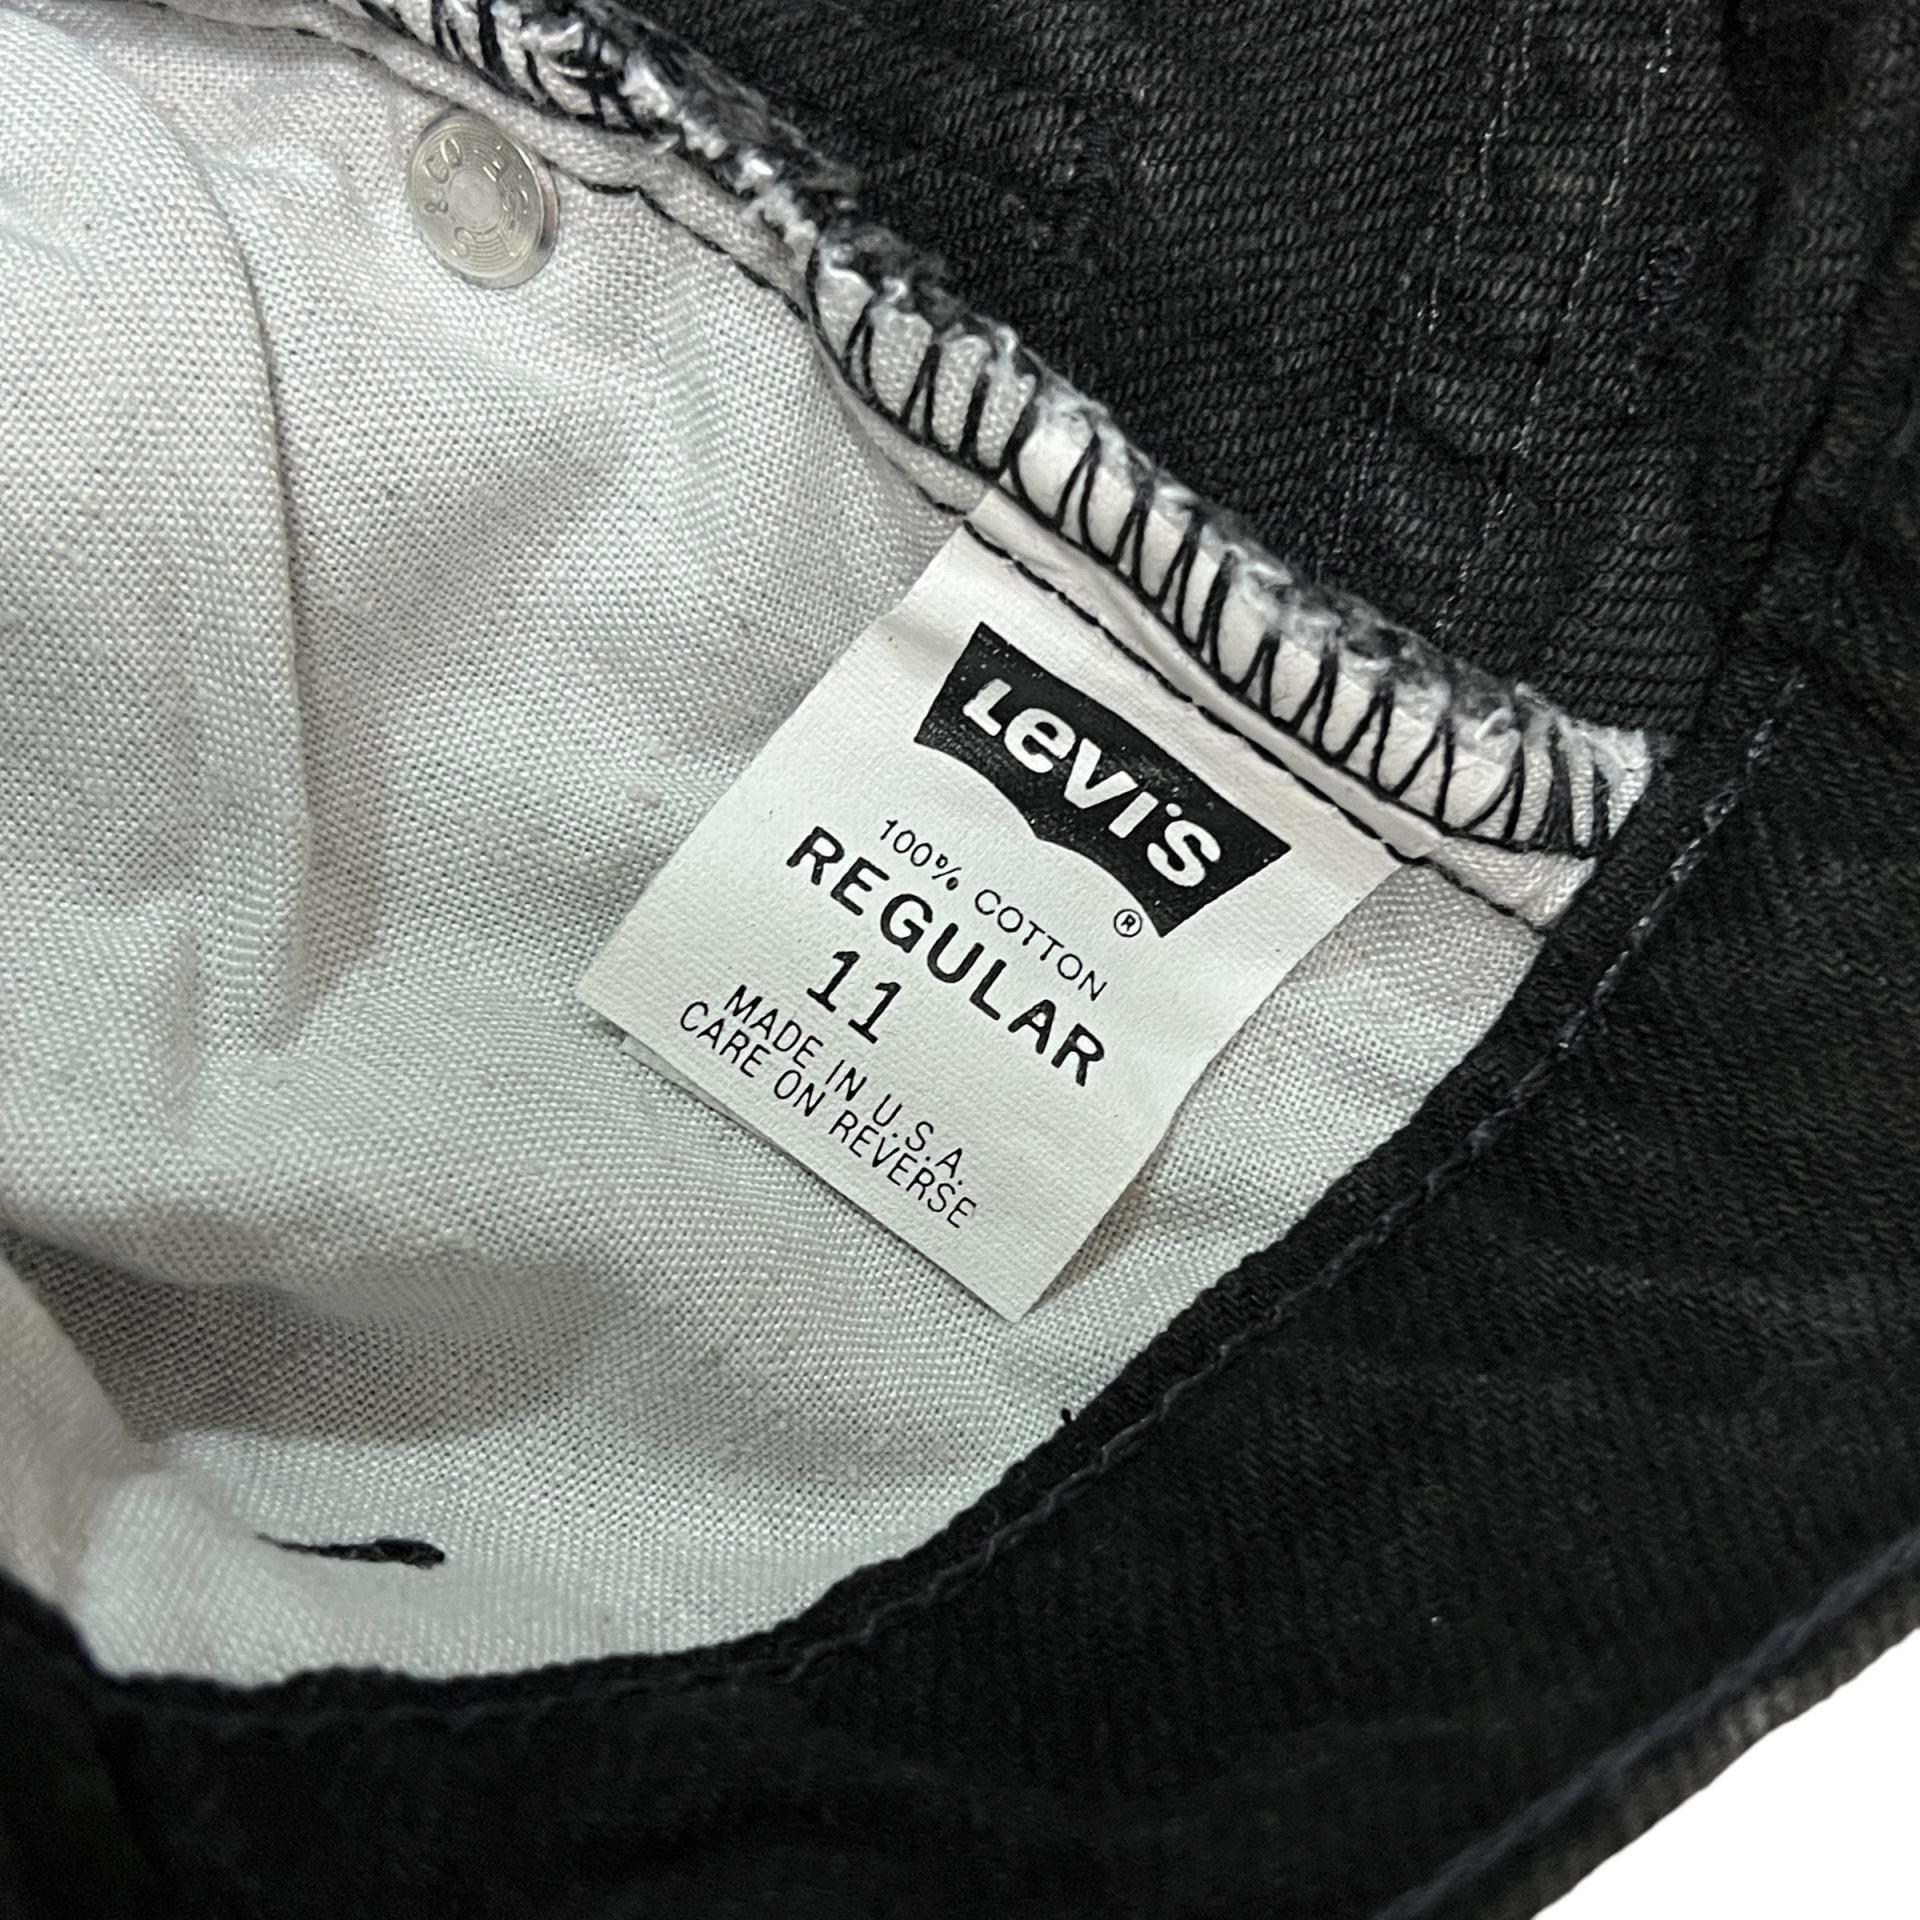 Levi's
®
100% COTTON
REGULAR
11
MADE IN U.S.A.
CARE ON REVERSE